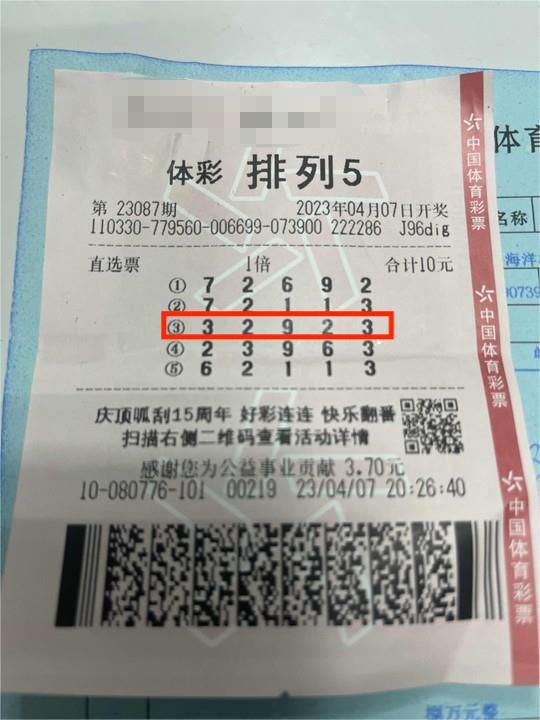 体彩 排列5
第 23087期 2023年04月07日开奖
110330-779560-006699-073900 222286 J96dig
直选票 1倍 合计10元
① 7 2 6 9 2
② 7 2 1 1 3
③ 3 2 9 2 3
④ 2 3 9 6 3
⑤ 6 2 1 1 3
庆顶呱刮15周年 好彩连连 快乐翻番
扫描右侧二维码查看活动详情
感谢您为公益事业贡献 3.70元
10-080776-101 00219 23/04/07 20:26:40
中国体育彩票
中国体育彩票
中国体育彩票
体育
名称
海洋
0739
捌万元整